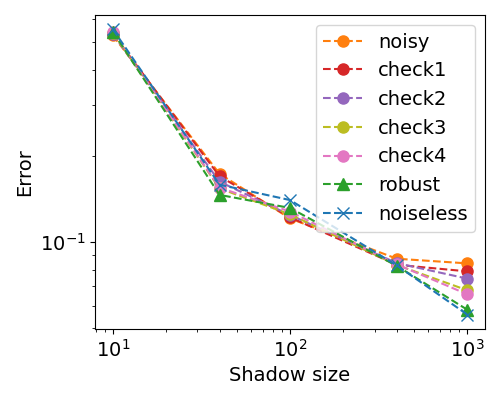 noisy
check1
check2
check3
check4
robust
noiseless
Error
10⁻¹
10¹
10²
10³
Shadow size